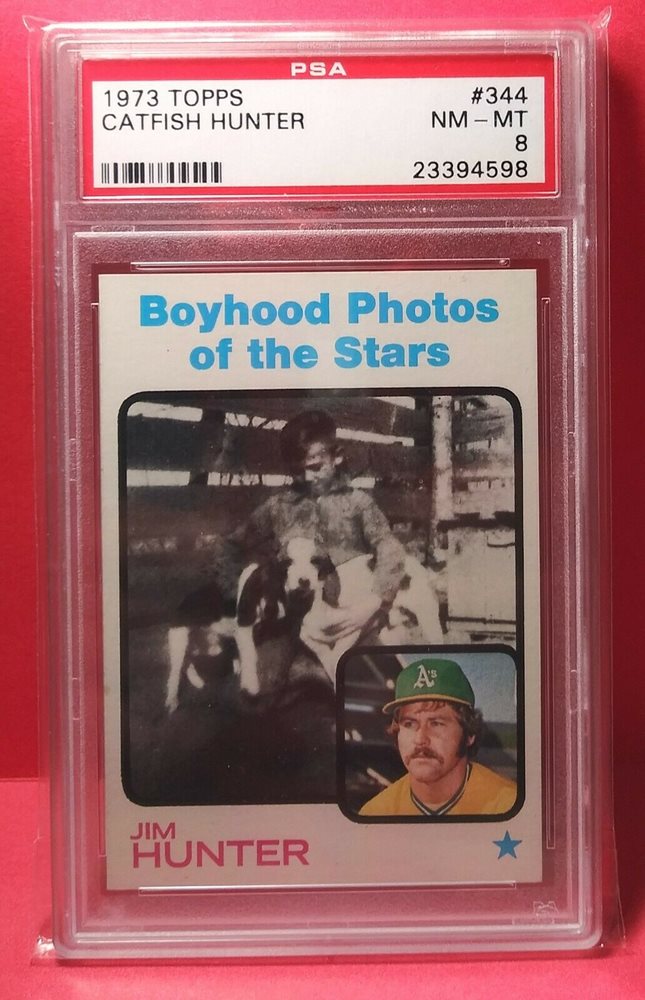 PSA
1973 TOPPS #344
CATFISH HUNTER NM - MT
8
23394598
Boyhood Photos
of the Stars
A's
JIM
HUNTER